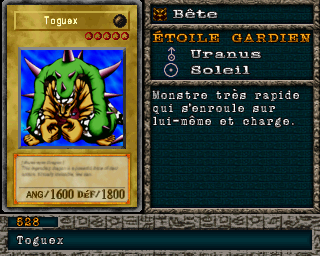 Toguex
ANG/1600 DéF/1800
Bête
ÉTOILE GARDIEN
Uranus
Soleil
Monstre très rapide
qui s'enroule sur
lui-même et charge.
528
Toguex